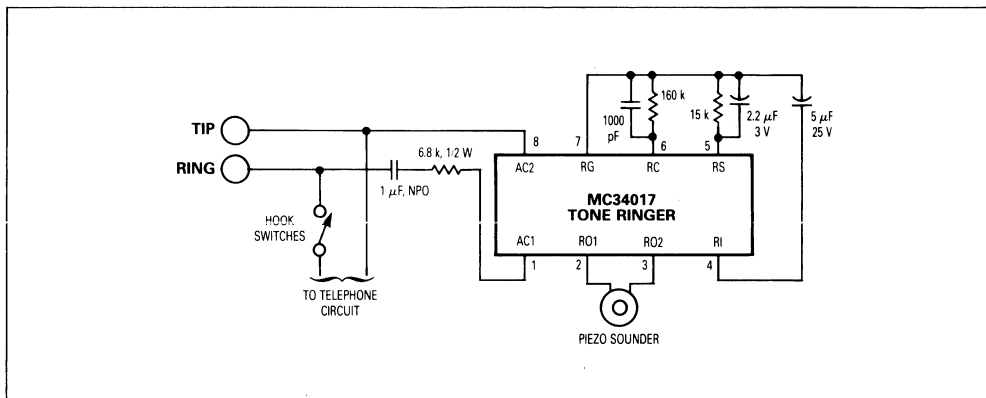 TIP
RING
HOOK
SWITCHES
TO TELEPHONE
CIRCUIT
1 μF, NPO
6.8 k, 1/2 W
8
7
6
5
AC2
RG
RC
RS
MC34017
TONE RINGER
AC1
RO1
RO2
RI
1
2
3
4
1000
pF
160 k
15 k
2.2 μF
3 V
5 μF
25 V
PIEZO SOUNDER